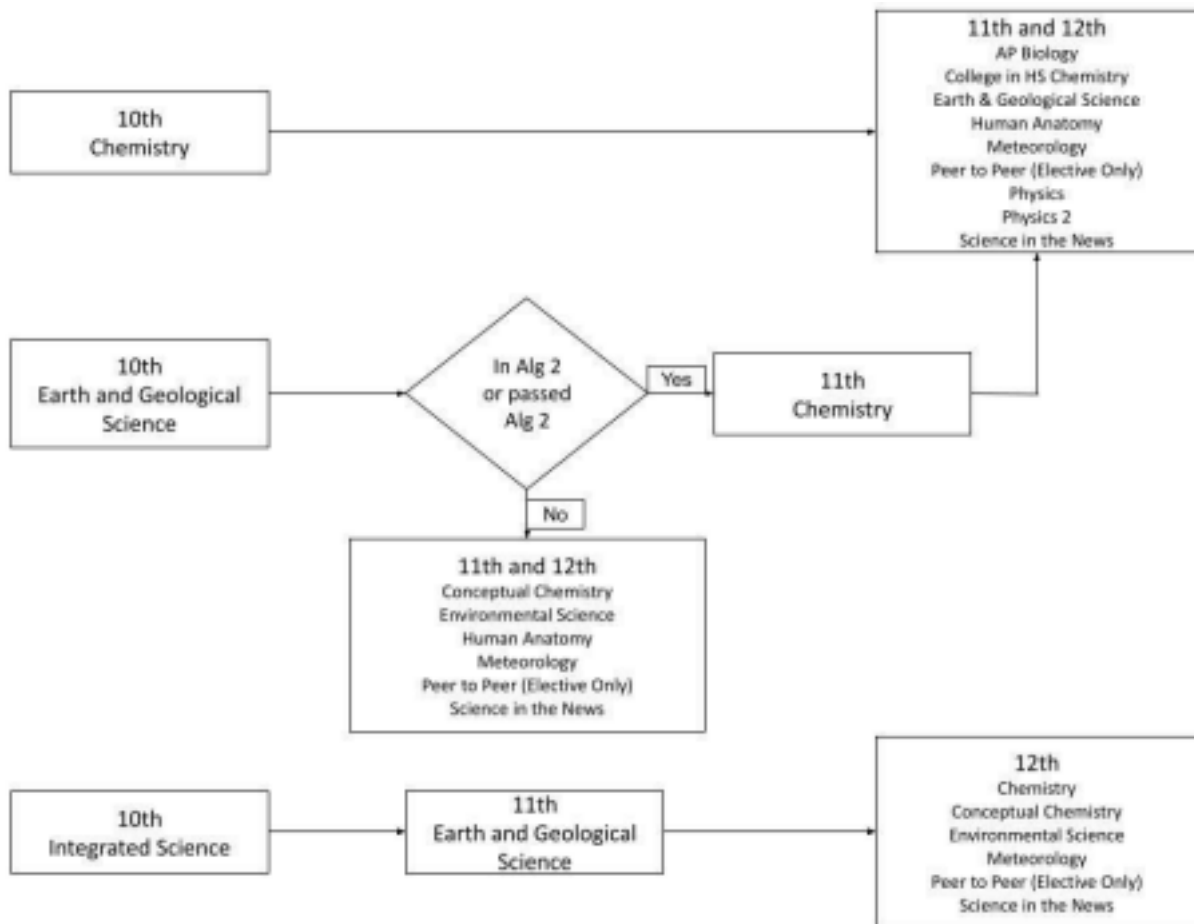 10th
Chemistry
11th and 12th
AP Biology
College in HS Chemistry
Earth & Geological Science
Human Anatomy
Meteorology
Peer to Peer (Elective Only)
Physics
Physics 2
Science in the News
10th
Earth and Geological
Science
In Alg 2
or passed
Alg 2
Yes
11th
Chemistry
No
11th and 12th
Conceptual Chemistry
Environmental Science
Human Anatomy
Meteorology
Peer to Peer (Elective Only)
Science in the News
10th
Integrated Science
11th
Earth and Geological
Science
12th
Chemistry
Conceptual Chemistry
Environmental Science
Meteorology
Peer to Peer (Elective Only)
Science in the News